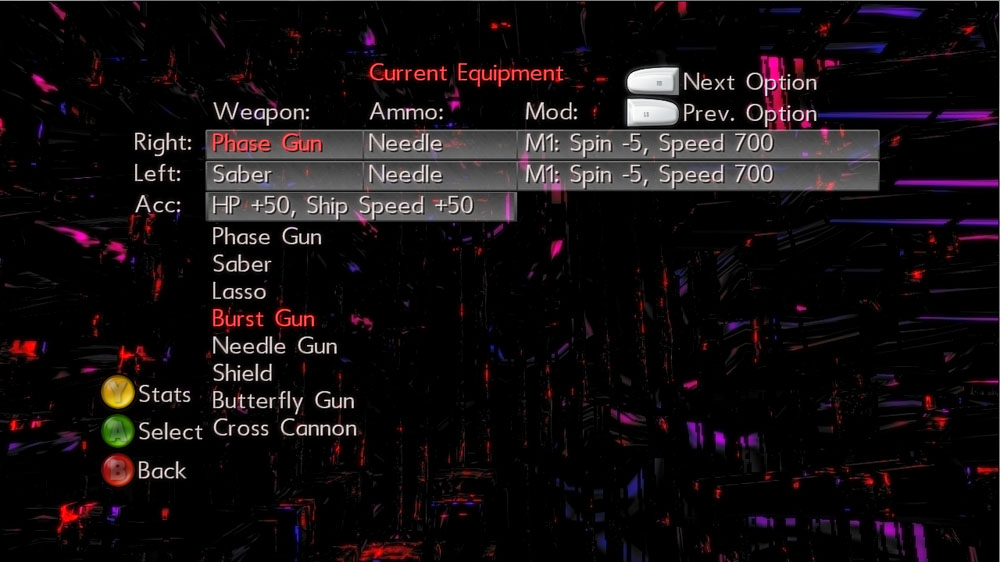 Current Equipment
Next Option
Weapon: Ammo: Mod: Prev. Option
Right: Phase Gun Needle M1: Spin -5, Speed 700
Left: Saber Needle M1: Spin -5, Speed 700
Acc: HP +50, Ship Speed +50
Phase Gun
Saber
Lasso
Burst Gun
Needle Gun
Shield
Y Stats
Butterfly Gun
A Select
Cross Cannon
B Back